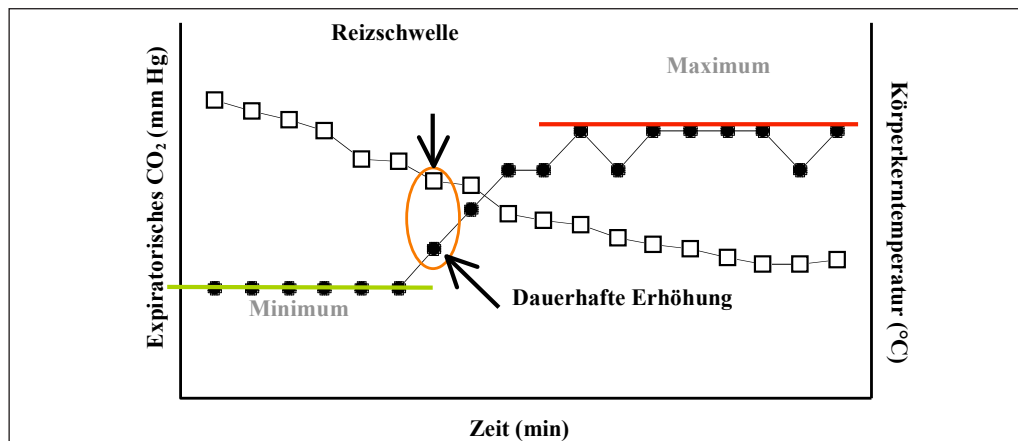 Reizschwelle
Maximum
Expiratorisches CO₂ (mm Hg)
Körperkerntemperatur (°C)
Minimum
Dauerhafte Erhöhung
Zeit (min)